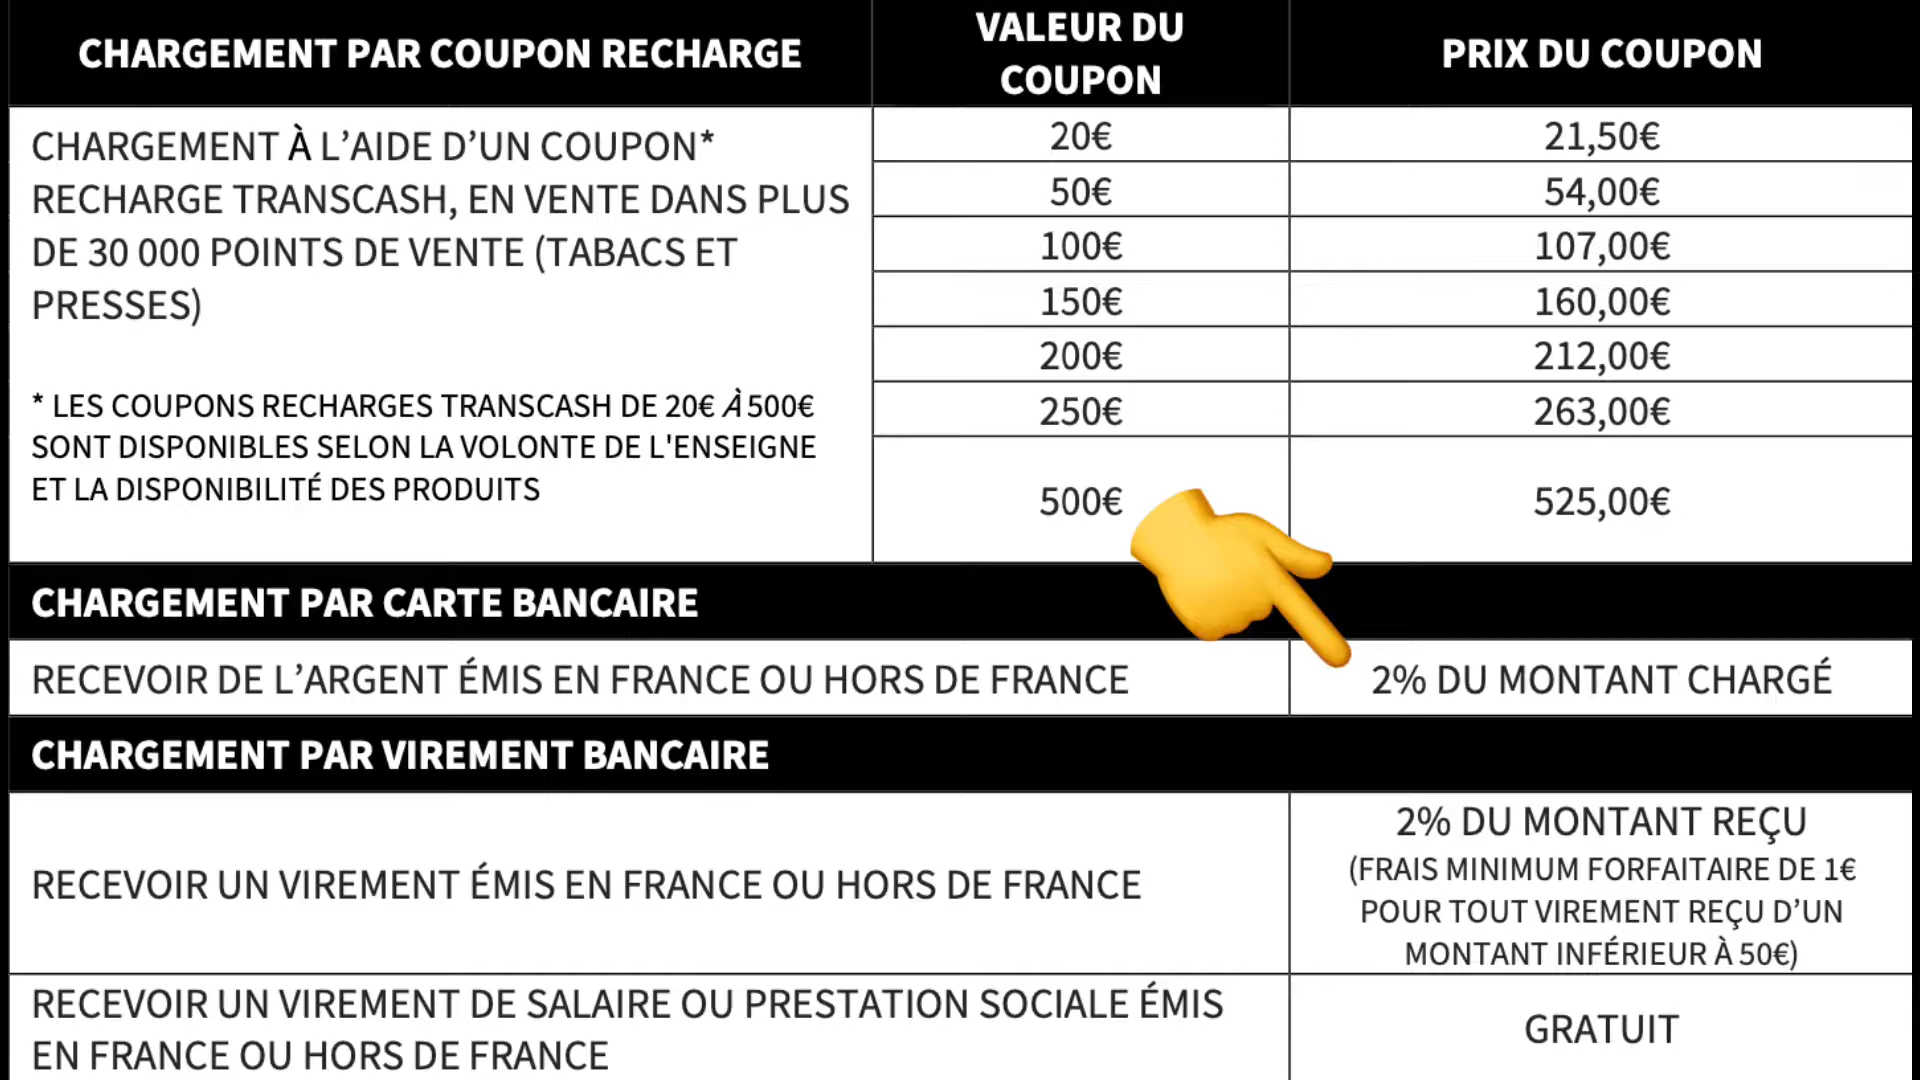 CHARGEMENT PAR COUPON RECHARGE
VALEUR DU
COUPON
PRIX DU COUPON
CHARGEMENT À L’AIDE D’UN COUPON*
RECHARGE TRANSCASH, EN VENTE DANS PLUS
DE 30 000 POINTS DE VENTE (TABACS ET
PRESSES)
* LES COUPONS RECHARGES TRANSCASH DE 20€ À 500€
SONT DISPONIBLES SELON LA VOLONTE DE L'ENSEIGNE
ET LA DISPONIBILITÉ DES PRODUITS
20€ 21,50€
50€ 54,00€
100€ 107,00€
150€ 160,00€
200€ 212,00€
250€ 263,00€
500€ 525,00€
CHARGEMENT PAR CARTE BANCAIRE
RECEVOIR DE L’ARGENT ÉMIS EN FRANCE OU HORS DE FRANCE
2% DU MONTANT CHARGÉ
CHARGEMENT PAR VIREMENT BANCAIRE
RECEVOIR UN VIREMENT ÉMIS EN FRANCE OU HORS DE FRANCE
2% DU MONTANT REÇU
(FRAIS MINIMUM FORFAITAIRE DE 1€
POUR TOUT VIREMENT REÇU D’UN
MONTANT INFÉRIEUR À 50€)
RECEVOIR UN VIREMENT DE SALAIRE OU PRESTATION SOCIALE ÉMIS
EN FRANCE OU HORS DE FRANCE
GRATUIT